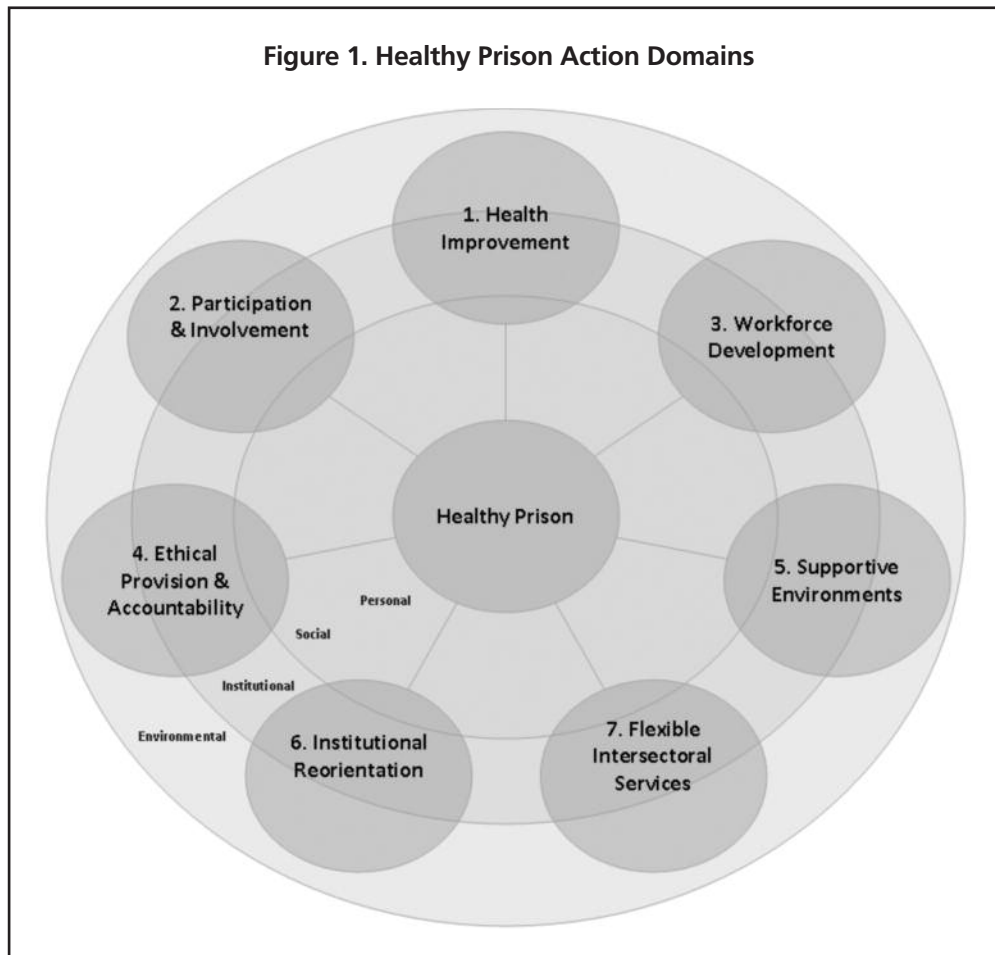 Figure 1. Healthy Prison Action Domains
1. Health
Improvement
2. Participation
& Involvement
3. Workforce
Development
Healthy Prison
4. Ethical
Provision &
Accountability
5. Supportive
Environments
Personal
Social
Institutional
Environmental
6. Institutional
Reorientation
7. Flexible
Intersectoral
Services